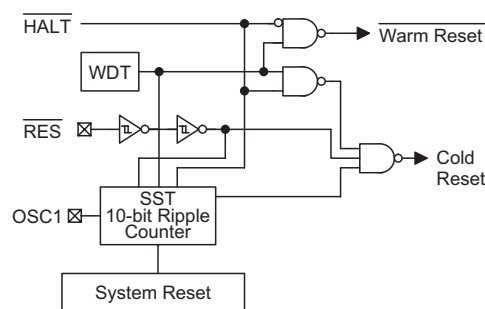 HALT
Warm Reset
WDT
RES
Cold
Reset
SST
10-bit Ripple
Counter
OSC1
System Reset